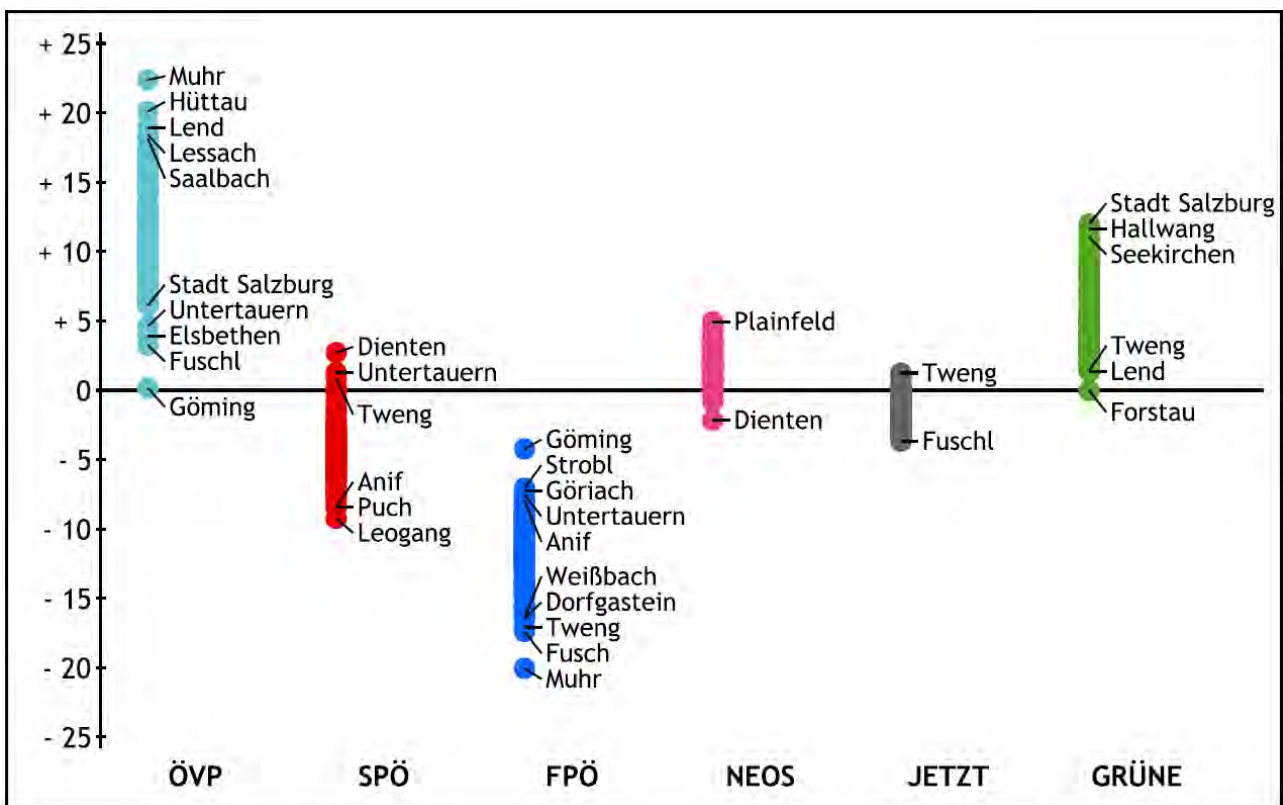 + 25
+ 20
+ 15
+ 10
+ 5
0
- 5
- 10
- 15
- 20
- 25
Muhr
Hüttau
Lend
Lessach
Saalbach
Stadt Salzburg
Untertauern
Elsbethen
Fuschl
Göming
Dienten
Untertauern
Tweng
Anif
Puch
Leogang
Göming
Strobl
Göriach
Untertauern
Anif
Weißbach
Dorfgastein
Tweng
Fusch
Muhr
Plainfeld
Dienten
Tweng
Fuschl
Stadt Salzburg
Hallwang
Seekirchen
Tweng
Lend
Forstau
ÖVP SPÖ FPÖ NEOS JETZT GRÜNE